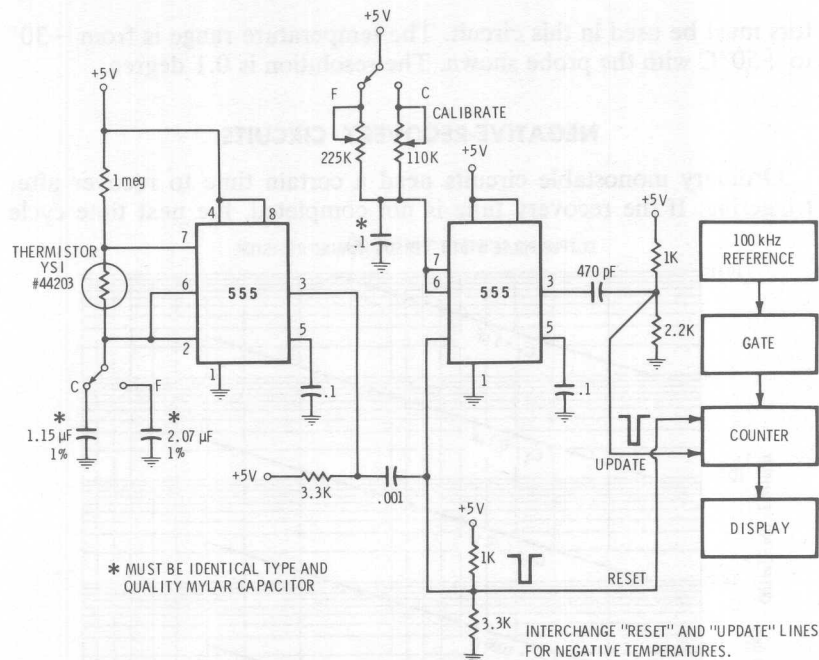 tors must be used in this circuit. The temperature range is from −30°
to +50°C with the probe shown. The resolution is 0.1 degree.
NEGATIVE RECOVERY CIRCUITS
Ordinary monostable circuits need a certain time to recover after
If the recovery time is not completed, the next time cycle
+5V
+5V
F
C
CALIBRATE
225K
110K
+5V
+5V
1 meg
4
8
*
.1
THERMISTOR
YSI
#44203
7
6
2
555
3
5
1
.1
7
6
555
3
5
1
.1
470 pF
1K
2.2K
100 kHz
REFERENCE
GATE
COUNTER
DISPLAY
UPDATE
C
F
*
1.15 µF
1%
*
2.07 µF
1%
+5V
3.3K
.001
+5V
1K
3.3K
RESET
* MUST BE IDENTICAL TYPE AND
QUALITY MYLAR CAPACITOR
INTERCHANGE "RESET" AND "UPDATE" LINES
FOR NEGATIVE TEMPERATURES.